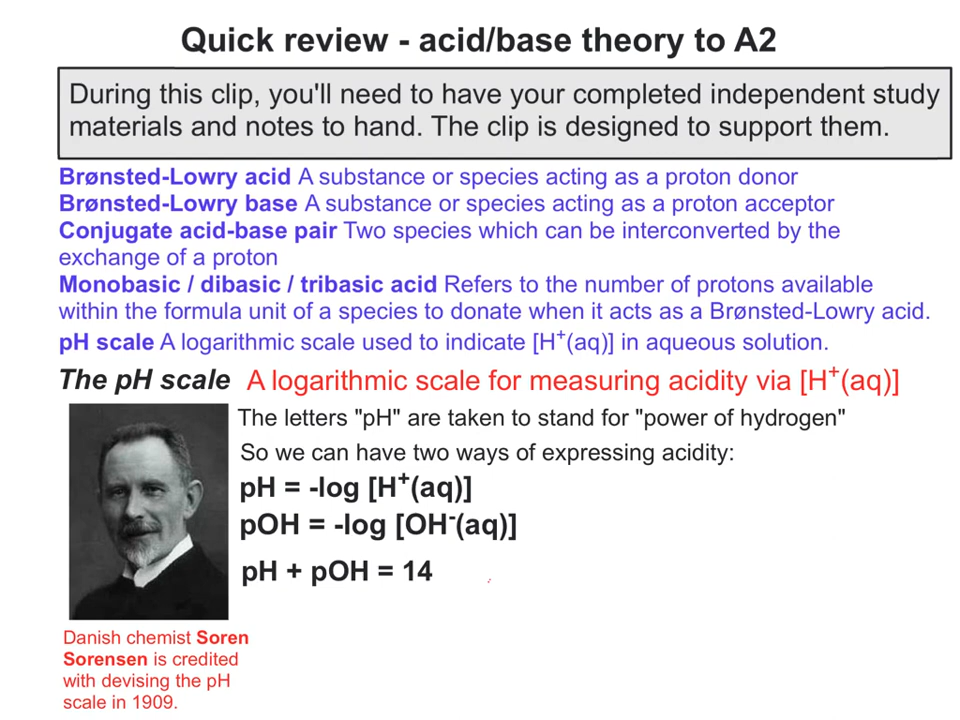 Quick review - acid/base theory to A2
During this clip, you'll need to have your completed independent study
materials and notes to hand. The clip is designed to support them.
Brønsted-Lowry acid A substance or species acting as a proton donor
Brønsted-Lowry base A substance or species acting as a proton acceptor
Conjugate acid-base pair Two species which can be interconverted by the
exchange of a proton
Monobasic / dibasic / tribasic acid Refers to the number of protons available
within the formula unit of a species to donate when it acts as a Brønsted-Lowry acid.
pH scale A logarithmic scale used to indicate [H⁺(aq)] in aqueous solution.
The pH scale A logarithmic scale for measuring acidity via [H⁺(aq)]
The letters "pH" are taken to stand for "power of hydrogen"
So we can have two ways of expressing acidity:
pH = -log [H⁺(aq)]
pOH = -log [OH⁻(aq)]
pH + pOH = 14
Danish chemist Soren
Sorensen is credited
with devising the pH
scale in 1909.